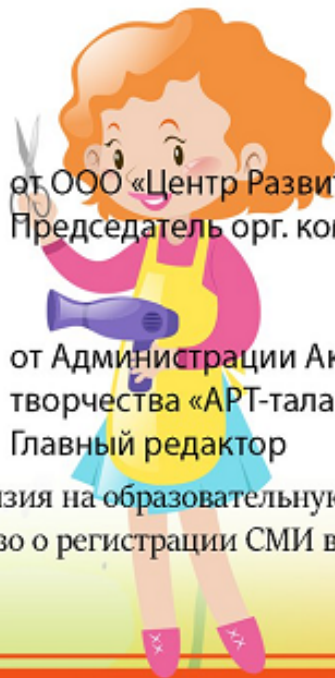 от ООО «Центр Развит
Председатель орг. ко
от Администрации Ак
творчества «АРТ-тала
Главный редактор
зия на образовательную
во о регистрации СМИ в